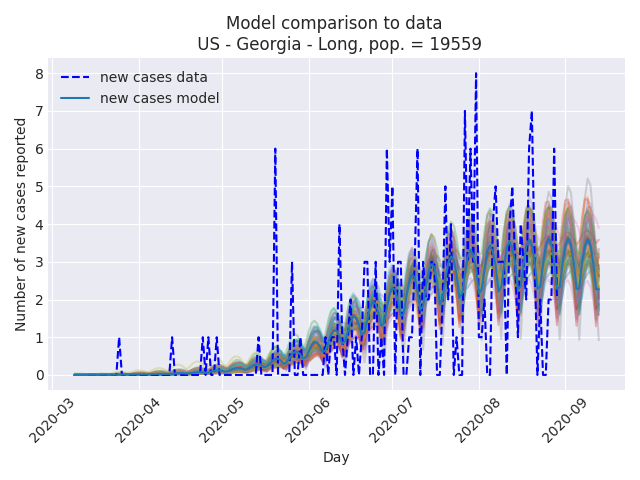 Model comparison to data
US - Georgia - Long, pop. = 19559
new cases data
new cases model
Number of new cases reported
8
7
6
5
4
3
2
1
0
2020-03
2020-04
2020-05
2020-06
2020-07
2020-08
2020-09
Day